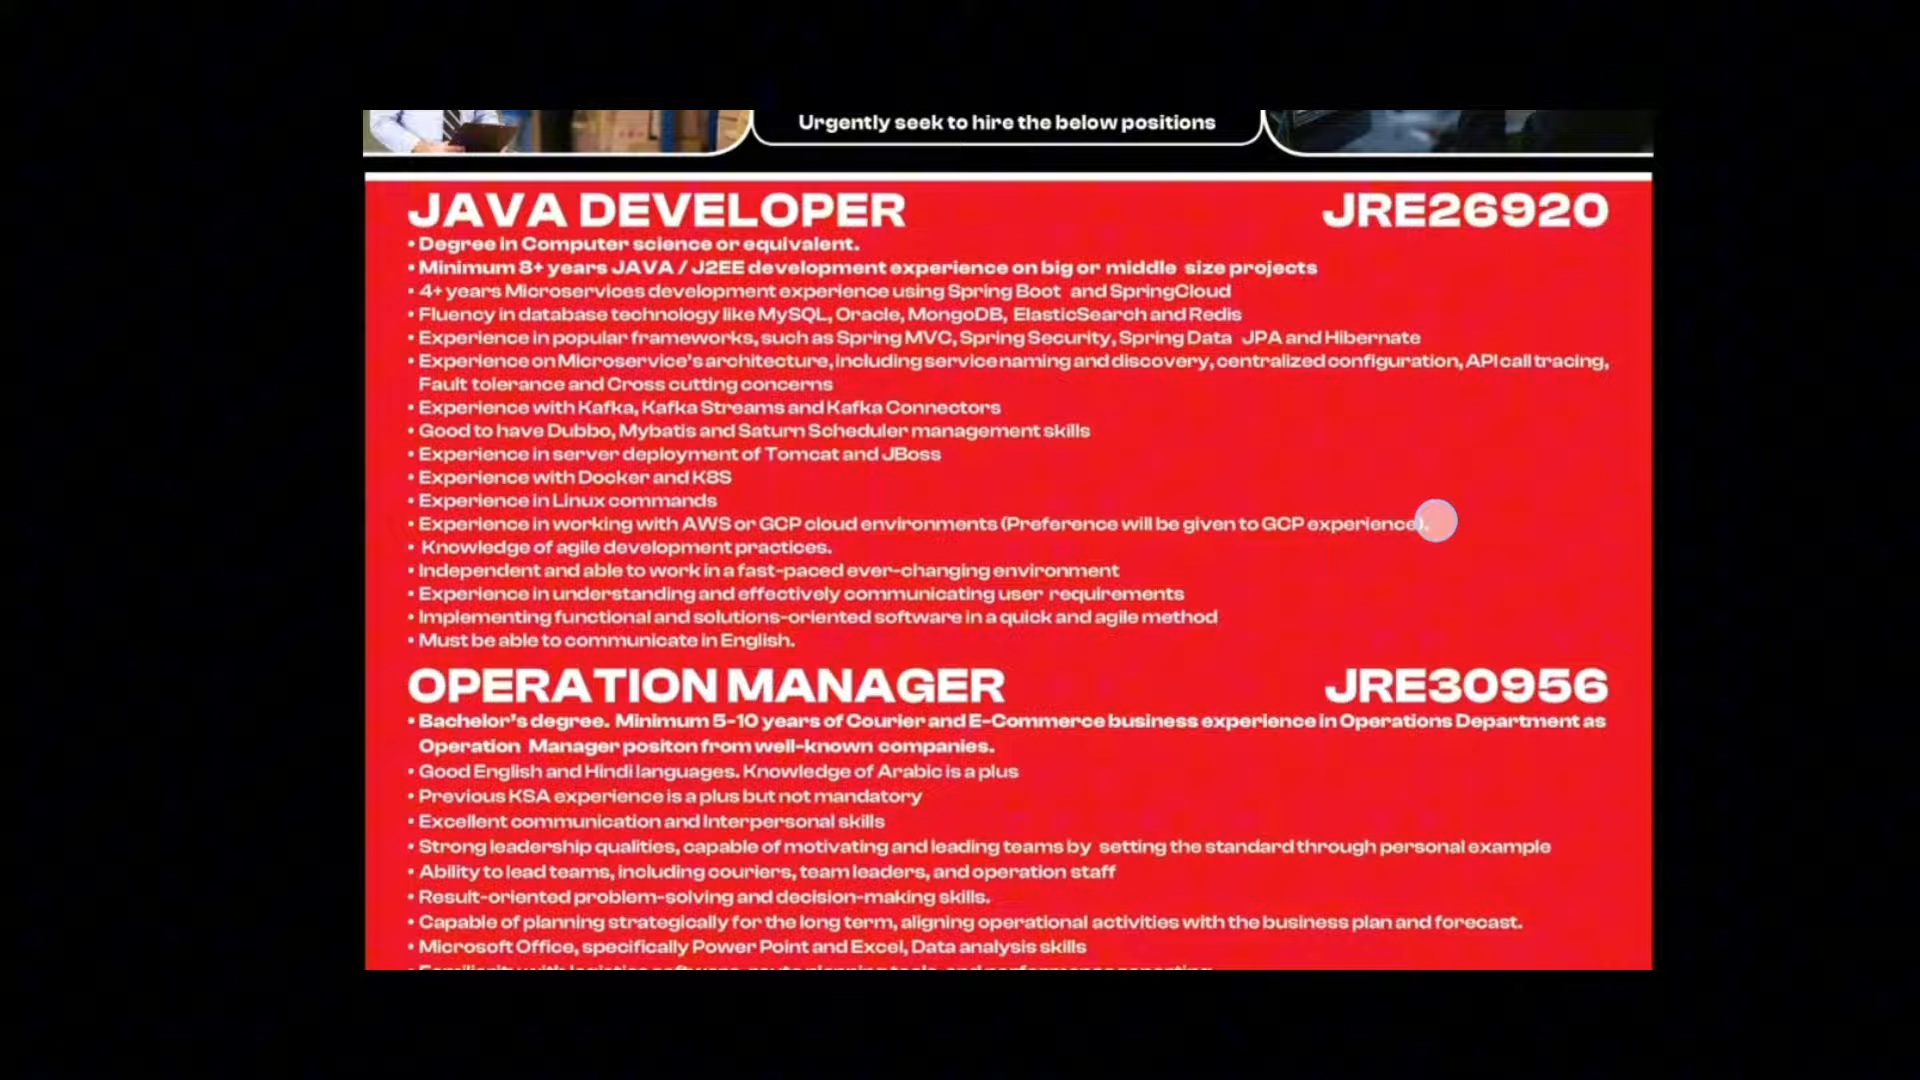 Urgently seek to hire the below positions
JAVA DEVELOPER JRE26920
• Degree in Computer science or equivalent.
• Minimum 8+ years JAVA / J2EE development experience on big or middle size projects
• 4+ years Microservices development experience using Spring Boot and SpringCloud
• Fluency in database technology like MySQL, Oracle, MongoDB, ElasticSearch and Redis
• Experience in popular frameworks, such as Spring MVC, Spring Security, Spring Data JPA and Hibernate
• Experience on Microservice's architecture, including service naming and discovery, centralized configuration, API call tracing,
Fault tolerance and Cross cutting concerns
• Experience with Kafka, Kafka Streams and Kafka Connectors
• Good to have Dubbo, Mybatis and Saturn Scheduler management skills
• Experience in server deployment of Tomcat and JBoss
• Experience with Docker and K8S
• Experience in Linux commands
• Experience in working with AWS or GCP cloud environments (Preference will be given to GCP experience).
• Knowledge of agile development practices.
• Independent and able to work in a fast-paced ever-changing environment
• Experience in understanding and effectively communicating user requirements
• Implementing functional and solutions-oriented software in a quick and agile method
• Must be able to communicate in English.
OPERATION MANAGER JRE30956
• Bachelor's degree. Minimum 5-10 years of Courier and E-Commerce business experience in Operations Department as
Operation Manager positon from well-known companies.
• Good English and Hindi languages. Knowledge of Arabic is a plus
• Previous KSA experience is a plus but not mandatory
• Excellent communication and Interpersonal skills
• Strong leadership qualities, capable of motivating and leading teams by setting the standard through personal example
• Ability to lead teams, including couriers, team leaders, and operation staff
• Result-oriented problem-solving and decision-making skills.
• Capable of planning strategically for the long term, aligning operational activities with the business plan and forecast.
• Microsoft Office, specifically Power Point and Excel, Data analysis skills
• Familiarity with logistics software, route planning tools, and performance reporting